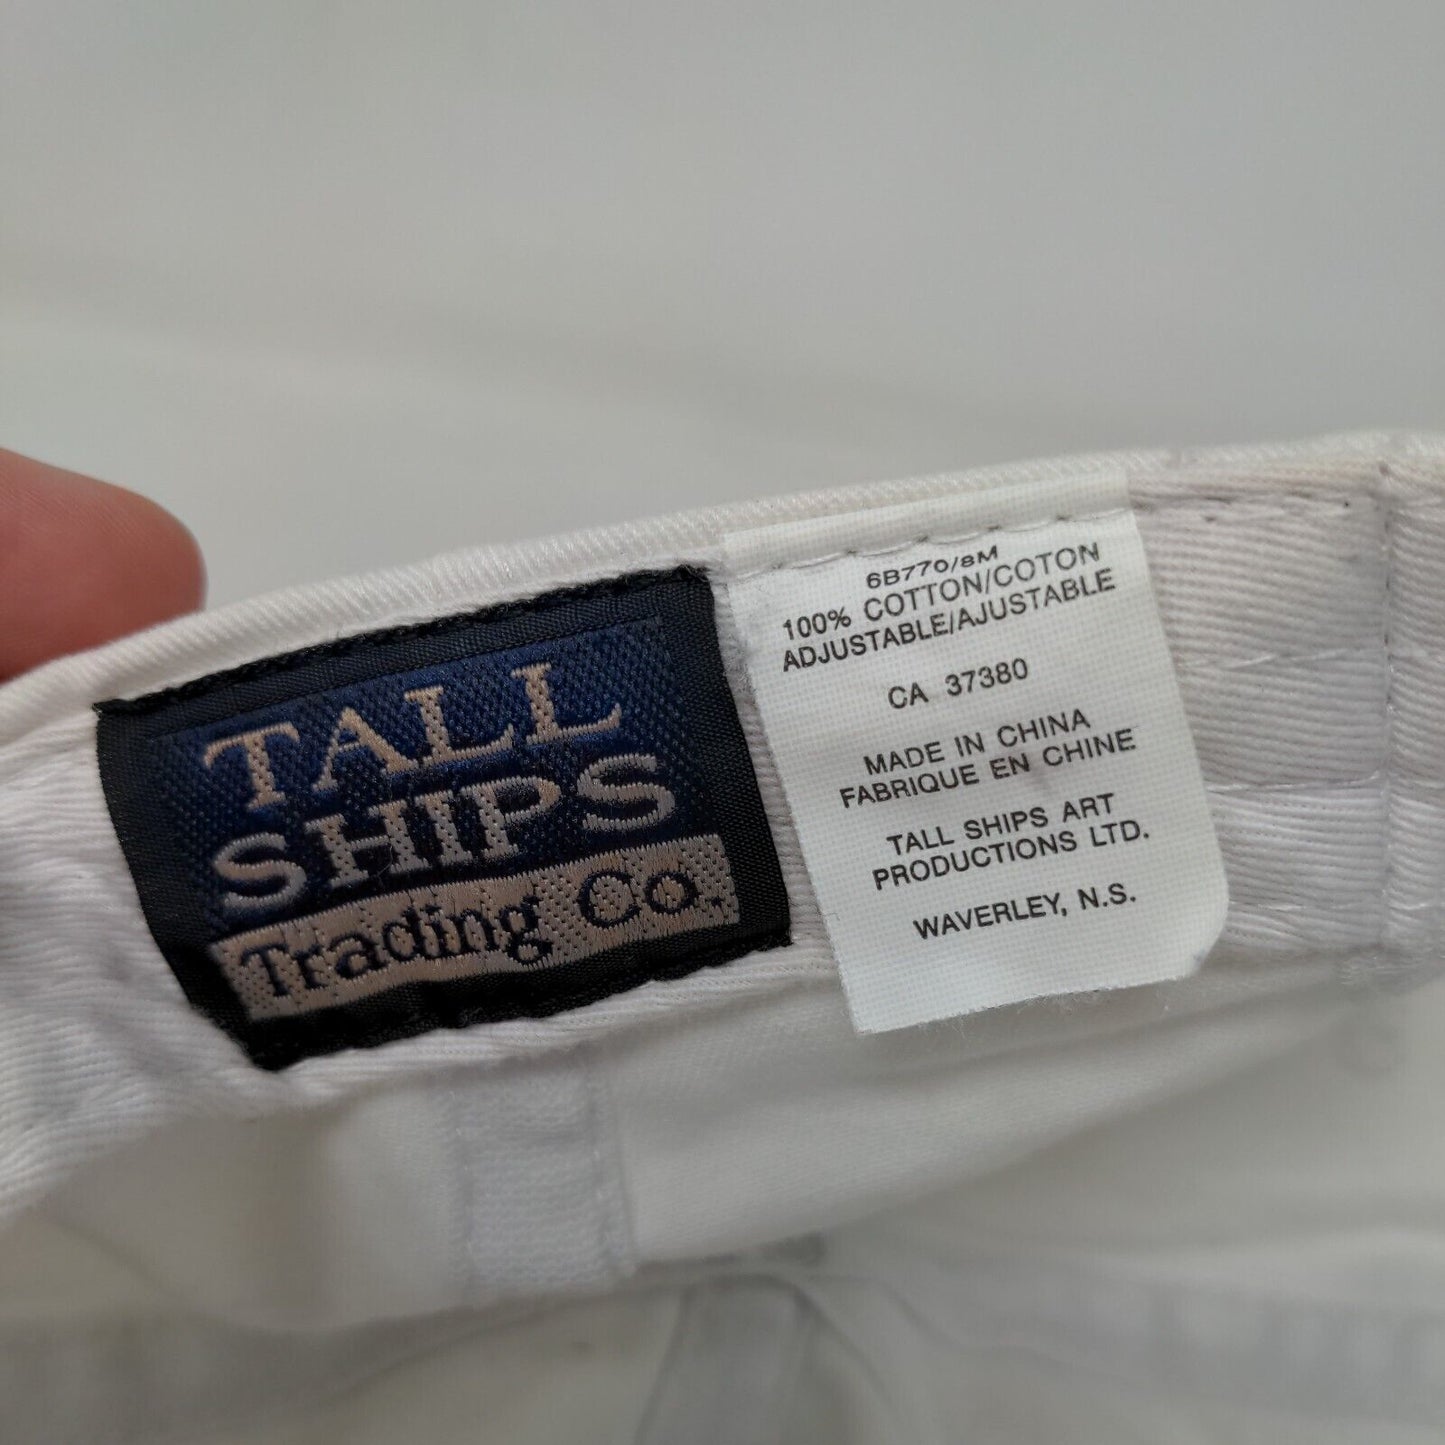 TALL
SHIPS
Trading Co.
6B770/8M
100% COTTON/COTON
ADJUSTABLE/AJUSTABLE
CA 37380
MADE IN CHINA
FABRIQUE EN CHINE
TALL SHIPS ART
PRODUCTIONS LTD.
WAVERLEY, N.S.